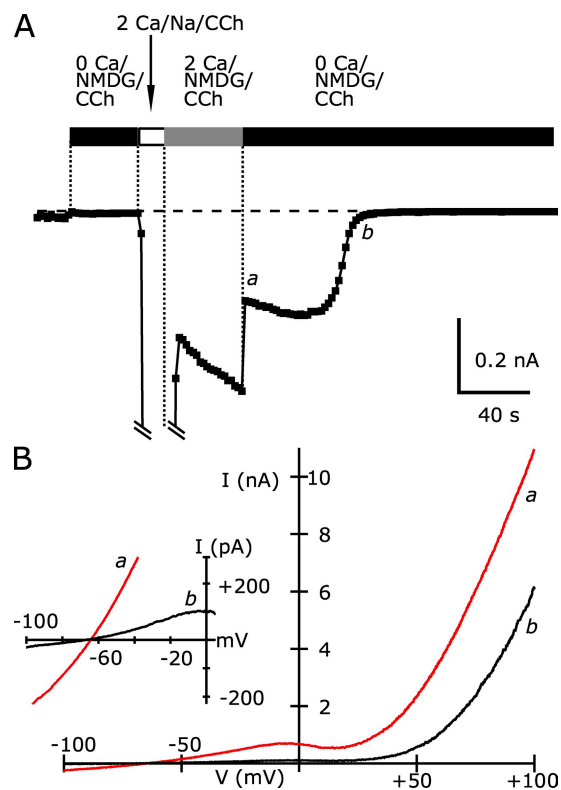 A
2 Ca/Na/CCh
0 Ca/
NMDG/
CCh
2 Ca/
NMDG/
CCh
0 Ca/
NMDG/
CCh
a
b
0.2 nA
40 s
B
I (nA)
10
8
6
4
2
a
b
I (pA)
+200
-200
a
b
-100
-60
-20
mV
-100
-50
V (mV)
+50
+100